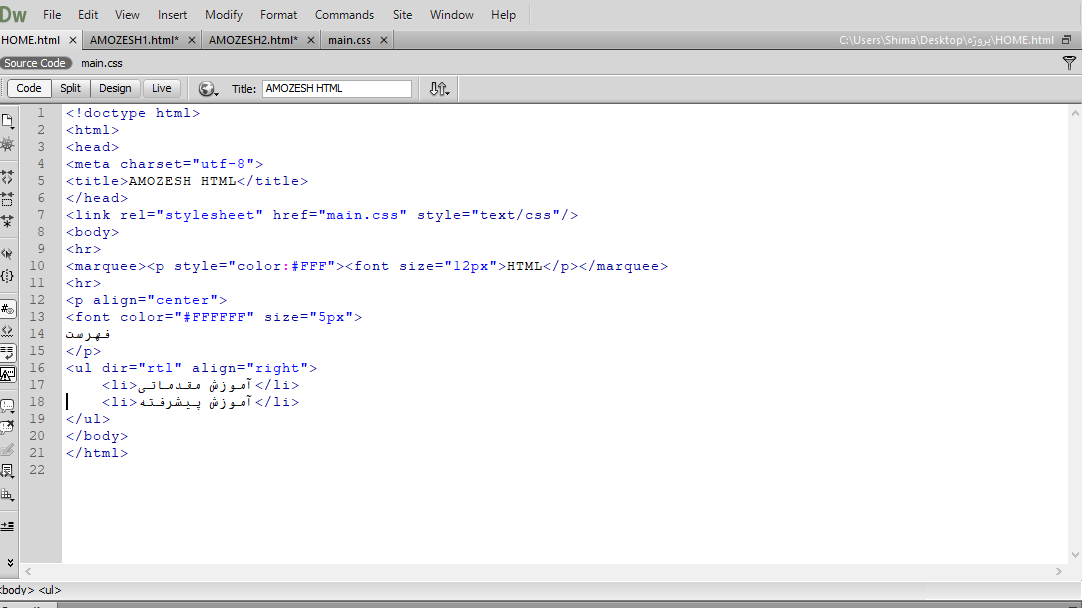 Dw File Edit View Insert Modify Format Commands Site Window Help
HOME.html × AMOZESH1.html* × AMOZESH2.html* × main.css × C:\Users\Shima\Desktop\پروژه\HOME.html
Source Code main.css
Code Split Design Live Title: AMOZESH HTML
1 <!doctype html>
2 <html>
3 <head>
4 <meta charset="utf-8">
5 <title>AMOZESH HTML</title>
6 </head>
7 <link rel="stylesheet" href="main.css" style="text/css"/>
8 <body>
9 <hr>
10 <marquee><p style="color:#FFF"><font size="12px">HTML</p></marquee>
11 <hr>
12 <p align="center">
13 <font color="#FFFFFF" size="5px">
14 فهرست
15 </p>
16 <ul dir="rtl" align="right">
17 <li>آموزش مقدماتی</li>
18 <li>آموزش پیشرفته</li>
19 </ul>
20 </body>
21 </html>
22
<body> <ul>